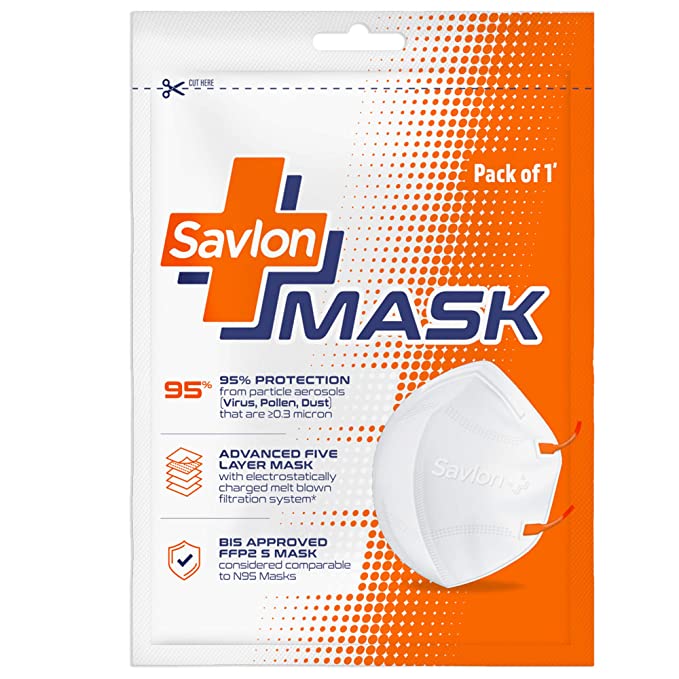 CUT HERE
Pack of 1'
Savlon
MASK
95%
95% PROTECTION
from particle aerosols
(Virus, Pollen, Dust)
that are ≥0.3 micron
ADVANCED FIVE
LAYER MASK
with electrostatically
charged melt blown
filtration system*
BIS APPROVED
FFP2 S MASK
considered comparable
to N95 Masks
Savlon